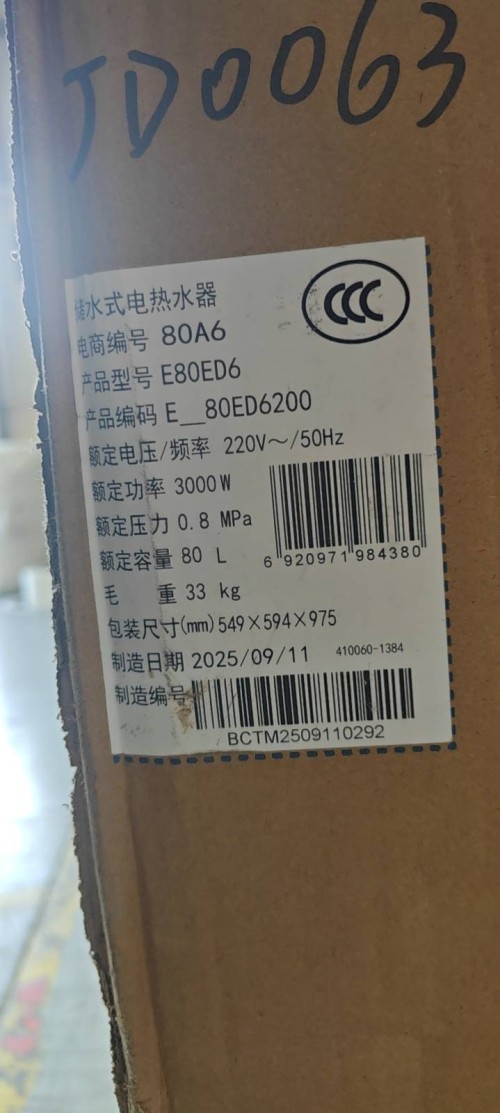 JD0063
CCC
储水式电热水器
电商编号 80A6
产品型号 E80ED6
产品编码 E__80ED6200
额定电压/频率 220V～/50Hz
额定功率 3000W
额定压力 0.8 MPa
额定容量 80 L
6 920971 984380
毛 重 33 kg
包装尺寸(mm)549×594×975
制造日期 2025/09/11 410060-1384
制造编号
BCTM2509110292